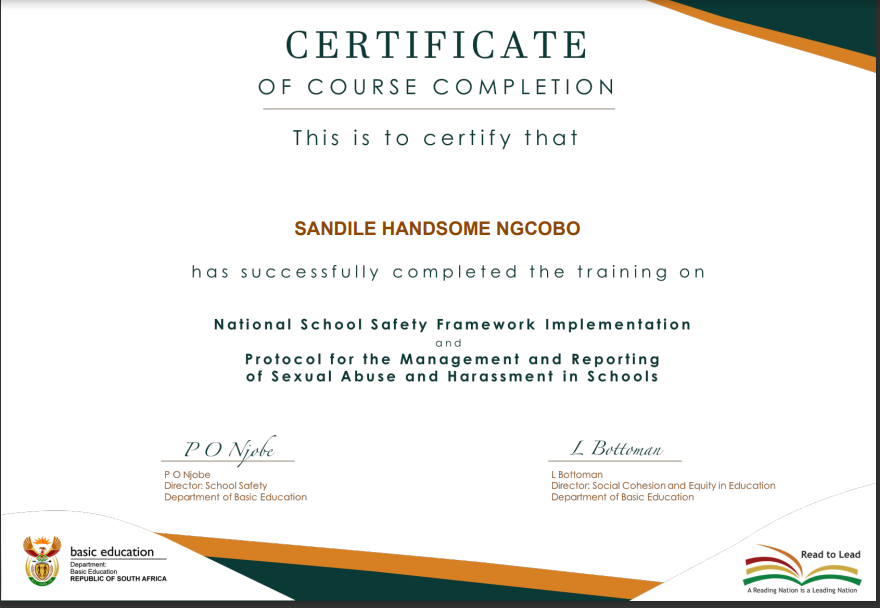 CERTIFICATE
OF COURSE COMPLETION
This is to certify that
SANDILE HANDSOME NGCOBO
has successfully completed the training on
National School Safety Framework Implementation
and
Protocol for the Management and Reporting
of Sexual Abuse and Harassment in Schools
P O Njobe
P O Njobe
Director: School Safety
Department of Basic Education
L Bottoman
L Bottoman
Director: Social Cohesion and Equity in Education
Department of Basic Education
basic education
Department:
Basic Education
REPUBLIC OF SOUTH AFRICA
Read to Lead
A Reading Nation is a Leading Nation